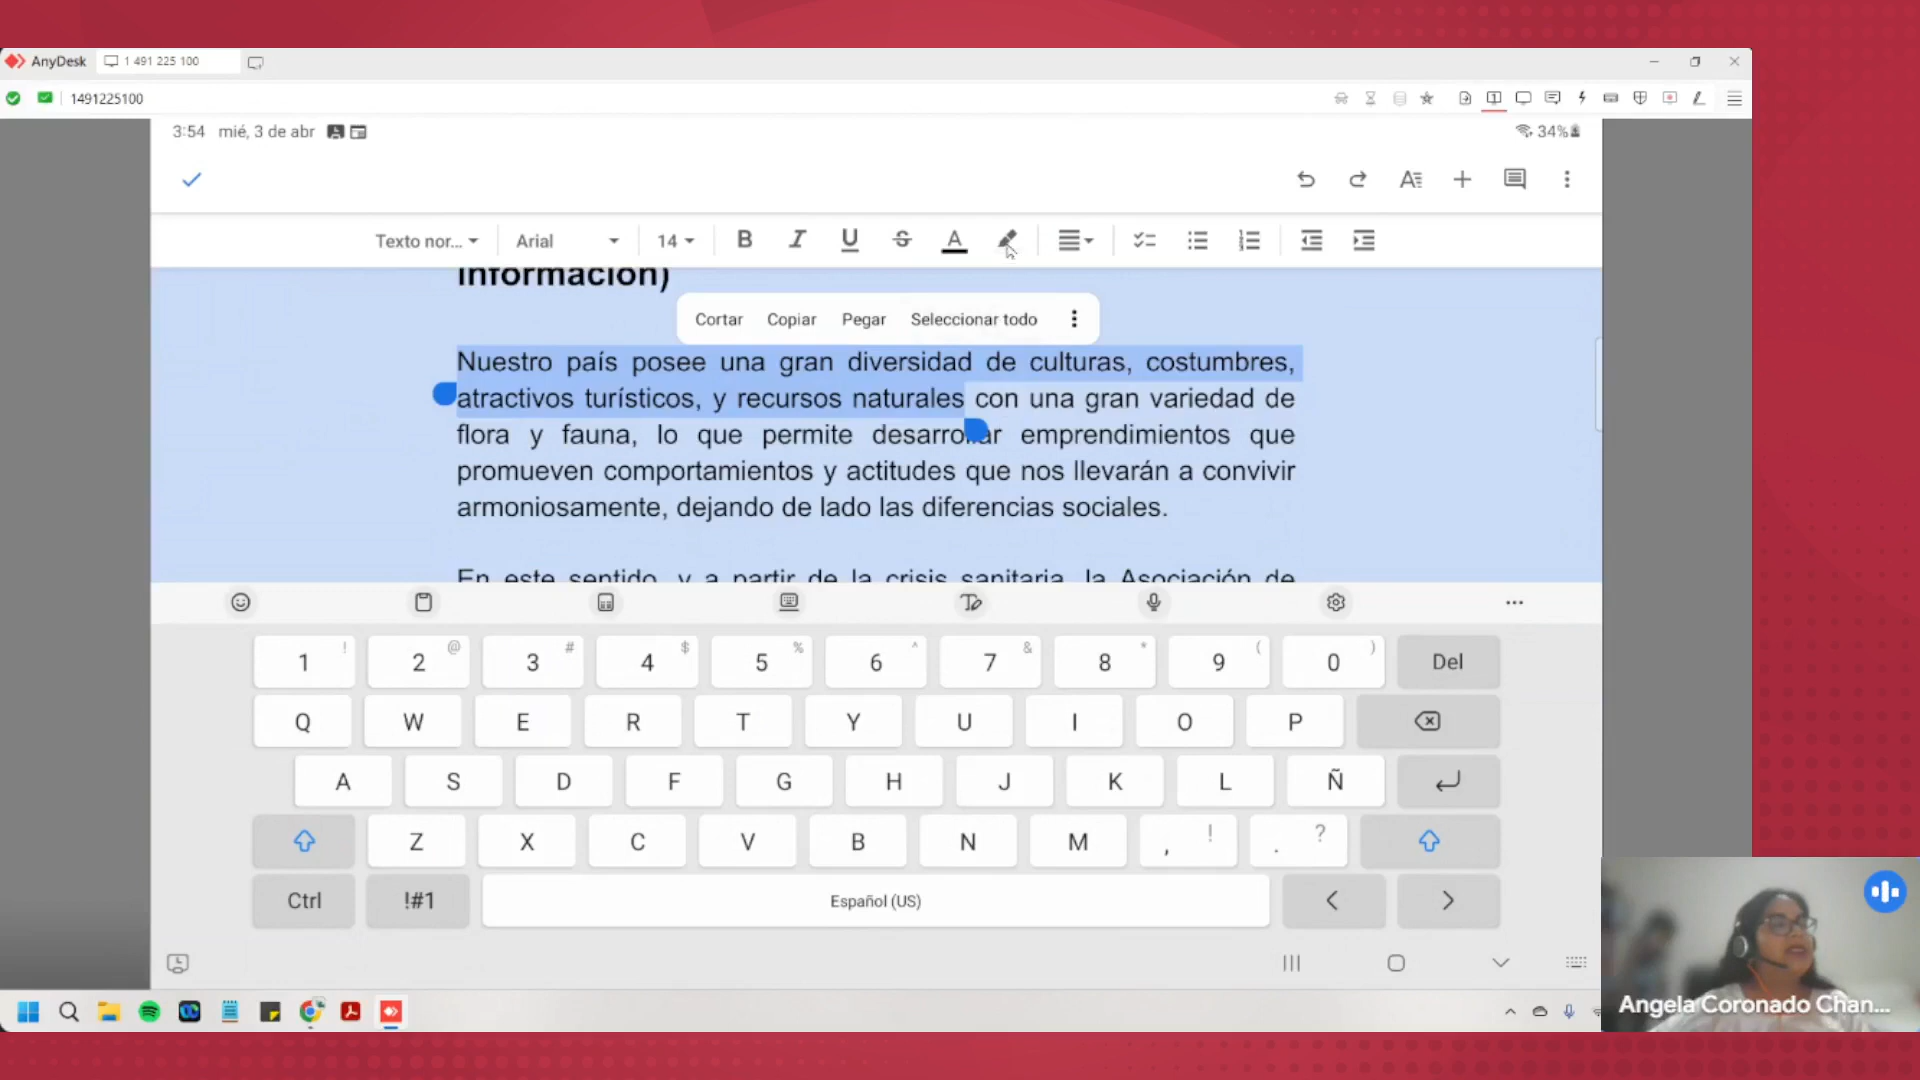 AnyDesk
1 491 225 100
1491225100
3:54 mié, 3 de abr
34%
Texto nor...
Arial
14
B I U S A
información)
Cortar Copiar Pegar Seleccionar todo
Nuestro país posee una gran diversidad de culturas, costumbres,
atractivos turísticos, y recursos naturales con una gran variedad de
flora y fauna, lo que permite desarrollar emprendimientos que
promueven comportamientos y actitudes que nos llevarán a convivir
armoniosamente, dejando de lado las diferencias sociales.
En este sentido, y a partir de la crisis sanitaria, la Asociación de
1 ! 2 @ 3 # 4 $ 5 % 6 ^ 7 & 8 * 9 ( 0 ) Del
Q W E R T Y U I O P
A S D F G H J K L Ñ
Z X C V B N M , ! . ?
Ctrl !#1 Español (US) < >
Angela Coronado Chan...